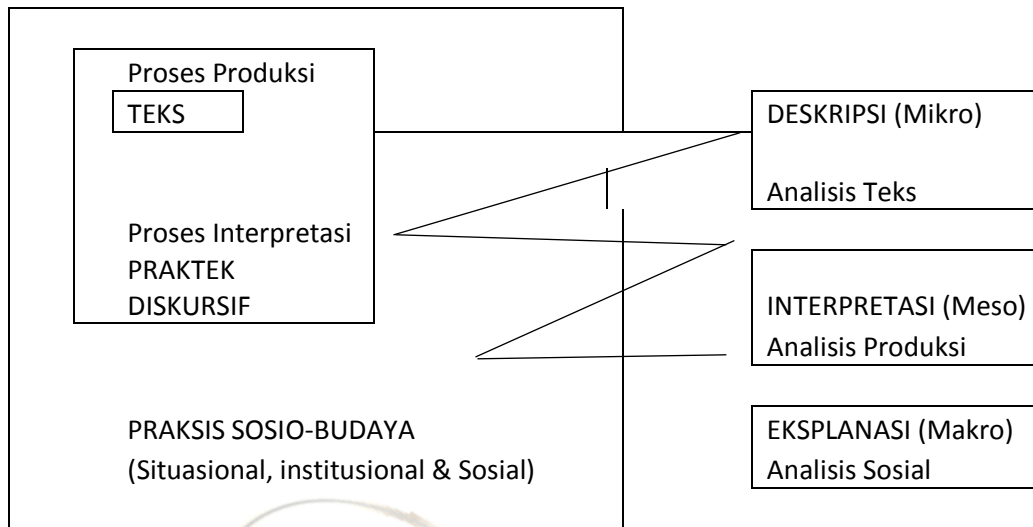 Proses Produksi
TEKS
Proses Interpretasi
PRAKTEK
DISKURSIF
PRAKSIS SOSIO-BUDAYA
(Situasional, institusional & Sosial)
DESKRIPSI (Mikro)
Analisis Teks
INTERPRETASI (Meso)
Analisis Produksi
EKSPLANASI (Makro)
Analisis Sosial